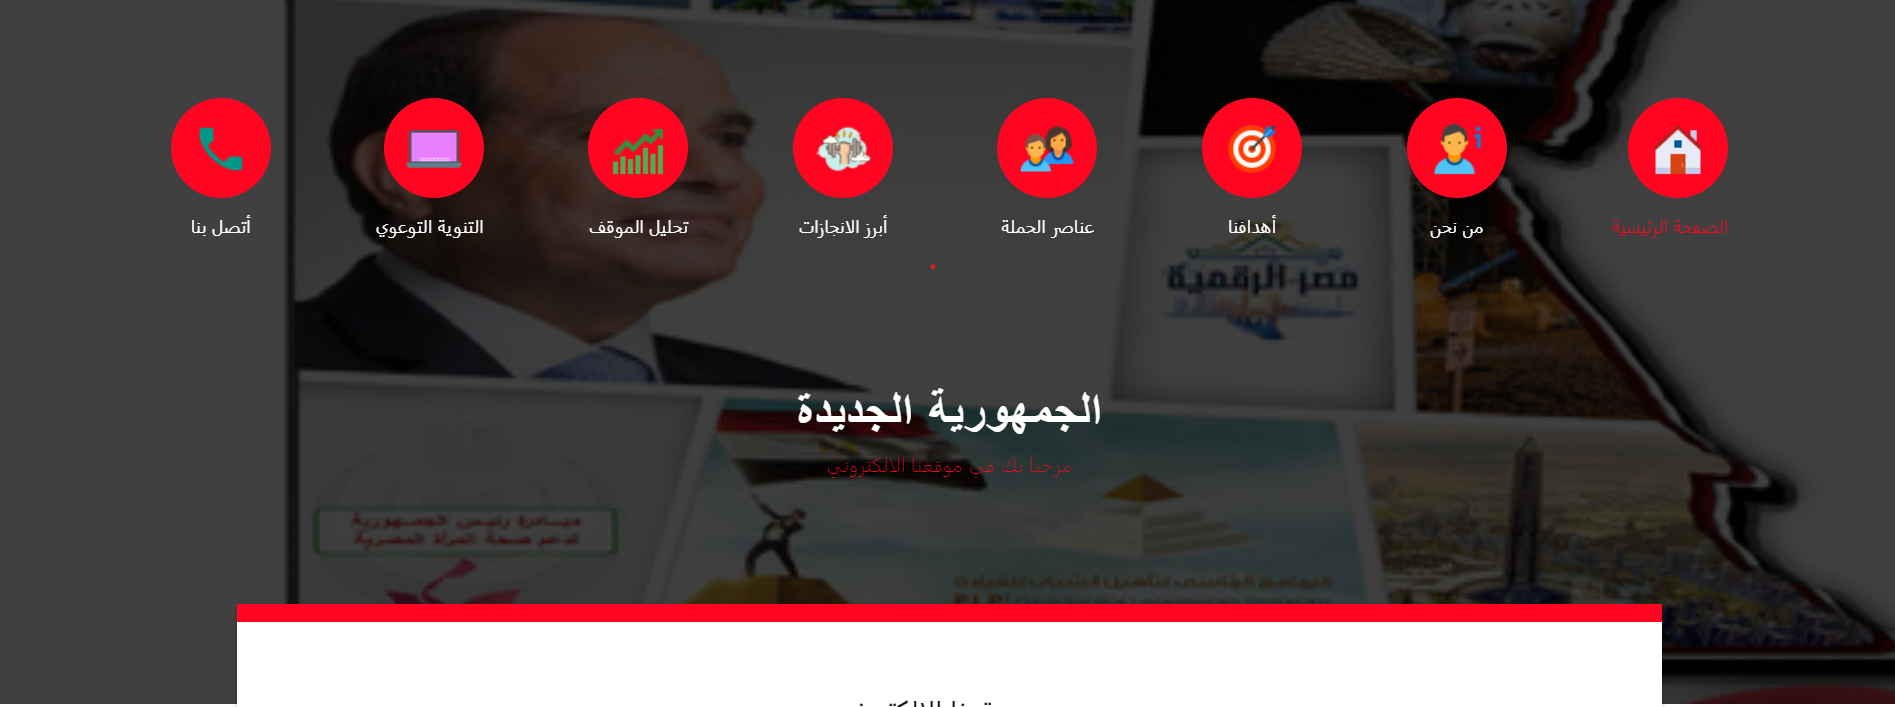 الصفحة الرئيسية
من نحن
أهدافنا
عناصر الحملة
أبرز الانجازات
تحليل الموقف
التنوية التوعوي
أتصل بنا
مصر الرقمية
الجمهورية الجديدة
مرحبا بك في موقعنا الالكتروني
مبادرة رئيس الجمهورية
لدعم صحة المرأة المصرية
البرنامج الرئاسي لتأهيل الشباب للقيادة
PLP